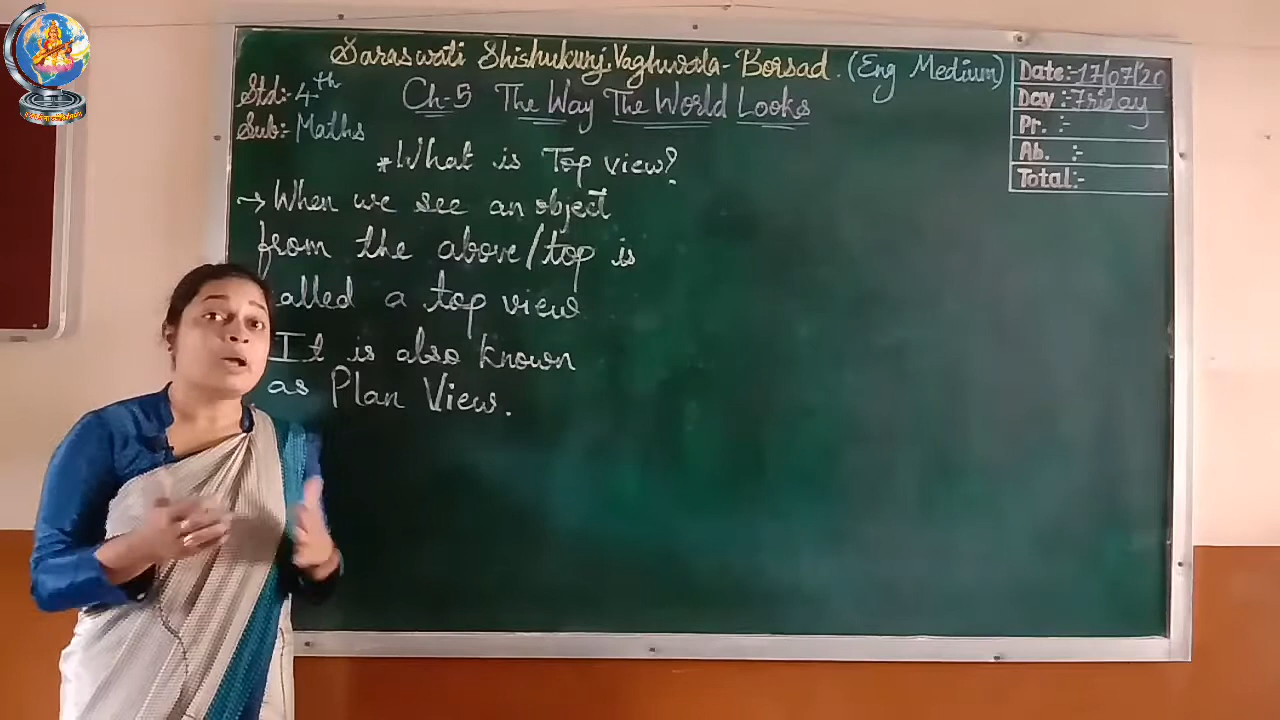 Saraswati Shishukunj, Vaghwala - Borsad. (Eng Medium)
Std:- 4th
Sub:- Maths
Ch-5 The Way The World Looks
* What is Top view?
→ When we see an object
from the above/top is
alled a top view
It is also known
as Plan View.
Date:- 17/07/'20
Day:- Friday
Pr. :-
Ab. :-
Total:-